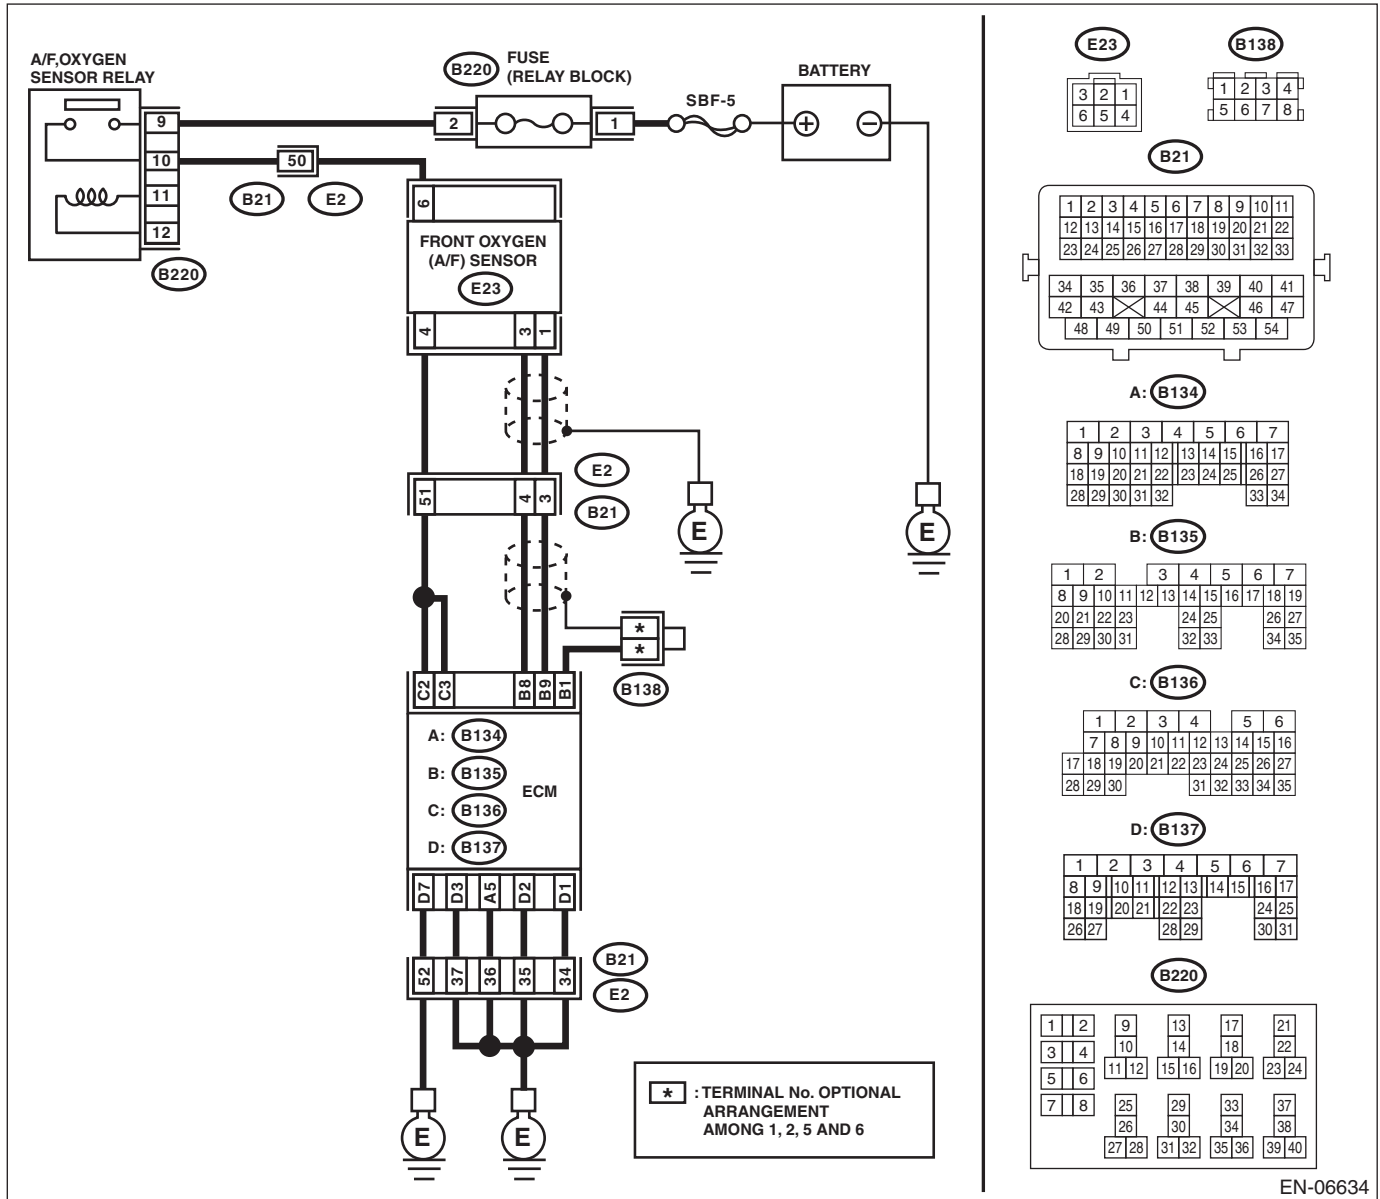 A/F,OXYGEN
SENSOR RELAY
9
10
11
12
B220
B220
FUSE
(RELAY BLOCK)
2
1
SBF-5
BATTERY
+
−
50
B21
E2
6
FRONT OXYGEN
(A/F) SENSOR
E23
4
3
1
E2
B21
51
4
3
E
E
*
*
B138
C2
C3
B8
B9
B1
A: B134
B: B135
C: B136
D: B137
ECM
D7
D3
A5
D2
D1
B21
E2
52
37
36
35
34
E
E
* : TERMINAL No. OPTIONAL
ARRANGEMENT
AMONG 1, 2, 5 AND 6
E23
3 2 1
6 5 4
B138
1 2 3 4
5 6 7 8
B21
1 2 3 4 5 6 7 8 9 10 11
12 13 14 15 16 17 18 19 20 21 22
23 24 25 26 27 28 29 30 31 32 33
34 35 36 37 38 39 40 41
42 43 44 45 46 47
48 49 50 51 52 53 54
A: B134
1 2 3 4 5 6 7
8 9 10 11 12 13 14 15 16 17
18 19 20 21 22 23 24 25 26 27
28 29 30 31 32 33 34
B: B135
1 2 3 4 5 6 7
8 9 10 11 12 13 14 15 16 17 18 19
20 21 22 23 24 25 26 27
28 29 30 31 32 33 34 35
C: B136
1 2 3 4 5 6
7 8 9 10 11 12 13 14 15 16
17 18 19 20 21 22 23 24 25 26 27
28 29 30 31 32 33 34 35
D: B137
1 2 3 4 5 6 7
8 9 10 11 12 13 14 15 16 17
18 19 20 21 22 23 24 25
26 27 28 29 30 31
B220
1 2 9 13 17 21
3 4 10 14 18 22
5 6 11 12 15 16 19 20 23 24
7 8 25 29 33 37
26 30 34 38
27 28 31 32 35 36 39 40
EN-06634